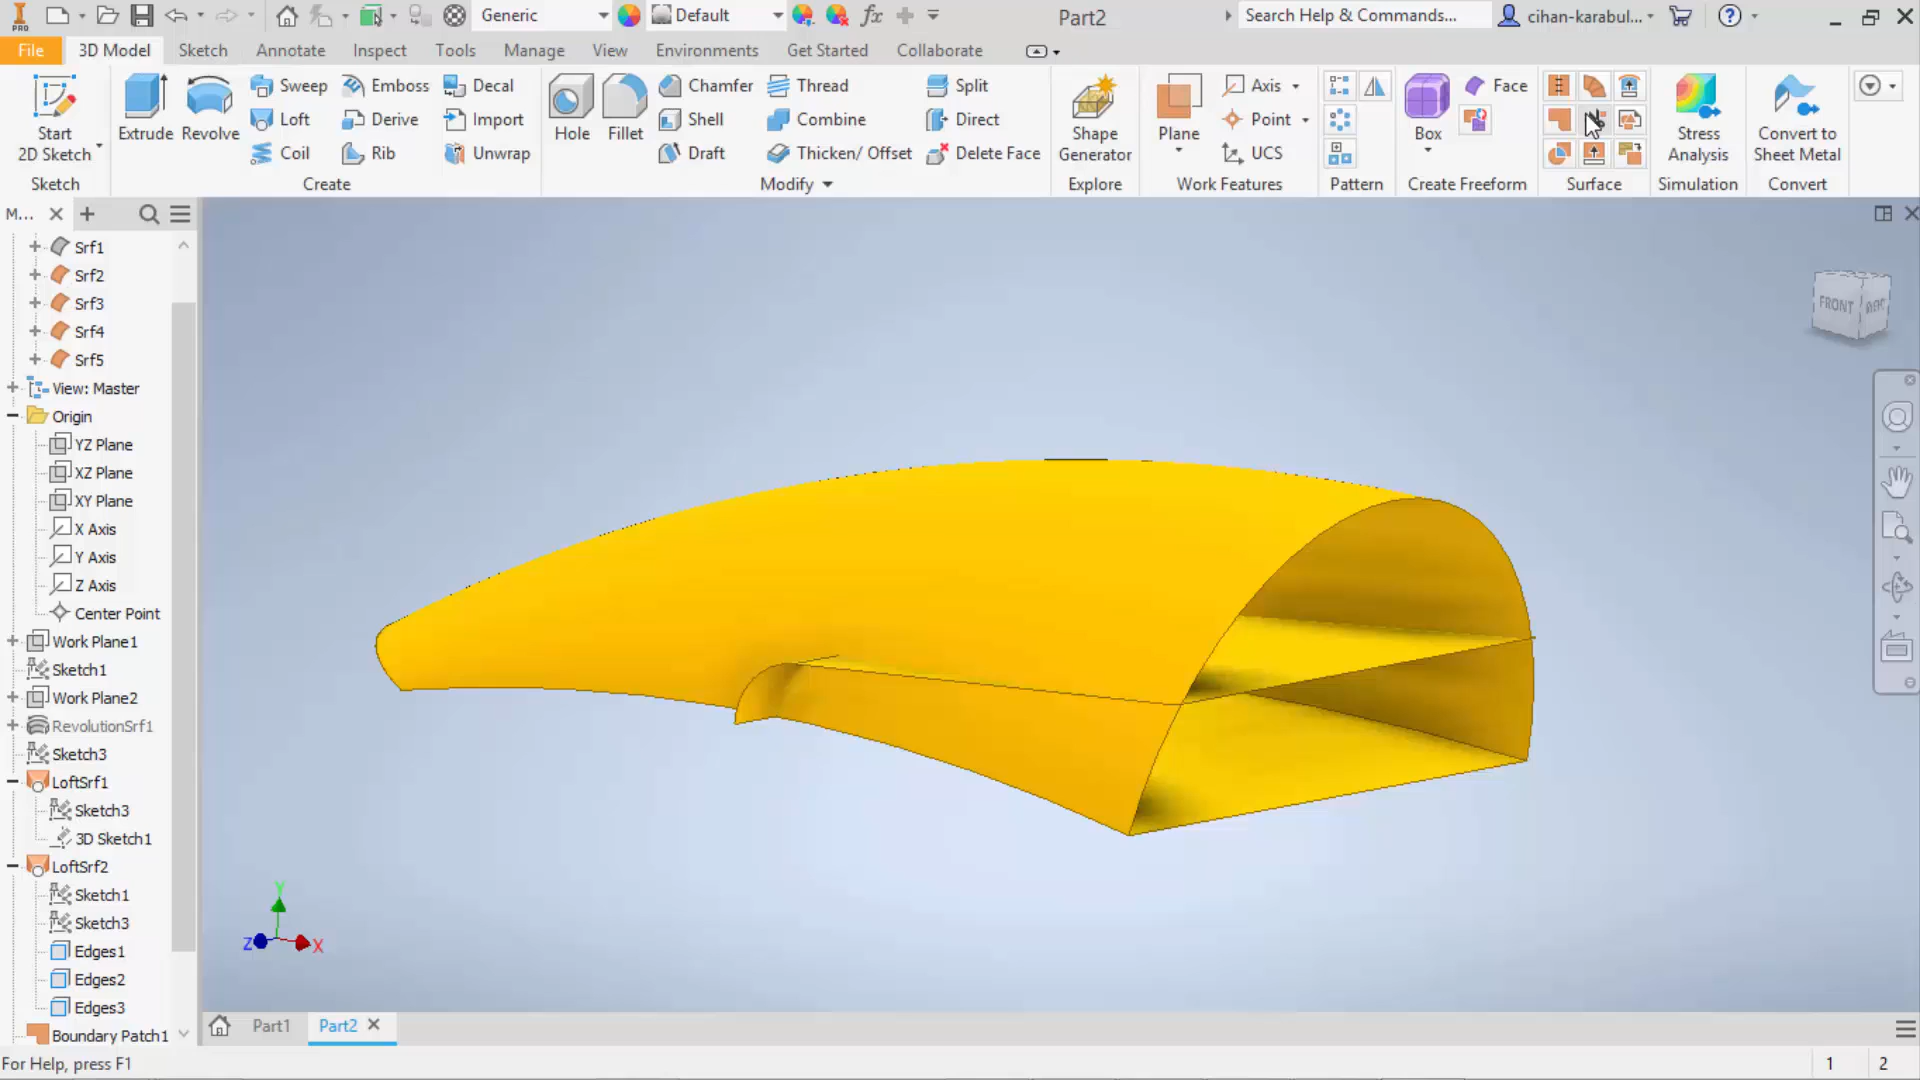 PRO
Generic
Default
fx
Part2
Search Help & Commands...
cihan-karabul...
File
3D Model
Sketch
Annotate
Inspect
Tools
Manage
View
Environments
Get Started
Collaborate
Start
2D Sketch
Sketch
Extrude
Revolve
Sweep
Loft
Coil
Emboss
Derive
Rib
Decal
Import
Unwrap
Create
Hole
Fillet
Chamfer
Shell
Draft
Thread
Combine
Thicken/ Offset
Split
Direct
Delete Face
Modify
Shape
Generator
Explore
Plane
Axis
Point
UCS
Work Features
Pattern
Box
Face
Create Freeform
Surface
Stress
Analysis
Simulation
Convert to
Sheet Metal
Convert
M...
Srf1
Srf2
Srf3
Srf4
Srf5
View: Master
Origin
YZ Plane
XZ Plane
XY Plane
X Axis
Y Axis
Z Axis
Center Point
Work Plane1
Sketch1
Work Plane2
RevolutionSrf1
Sketch3
LoftSrf1
Sketch3
3D Sketch1
LoftSrf2
Sketch1
Sketch3
Edges1
Edges2
Edges3
Boundary Patch1
FRONT
Y
Z
X
Part1
Part2
For Help, press F1
1
2